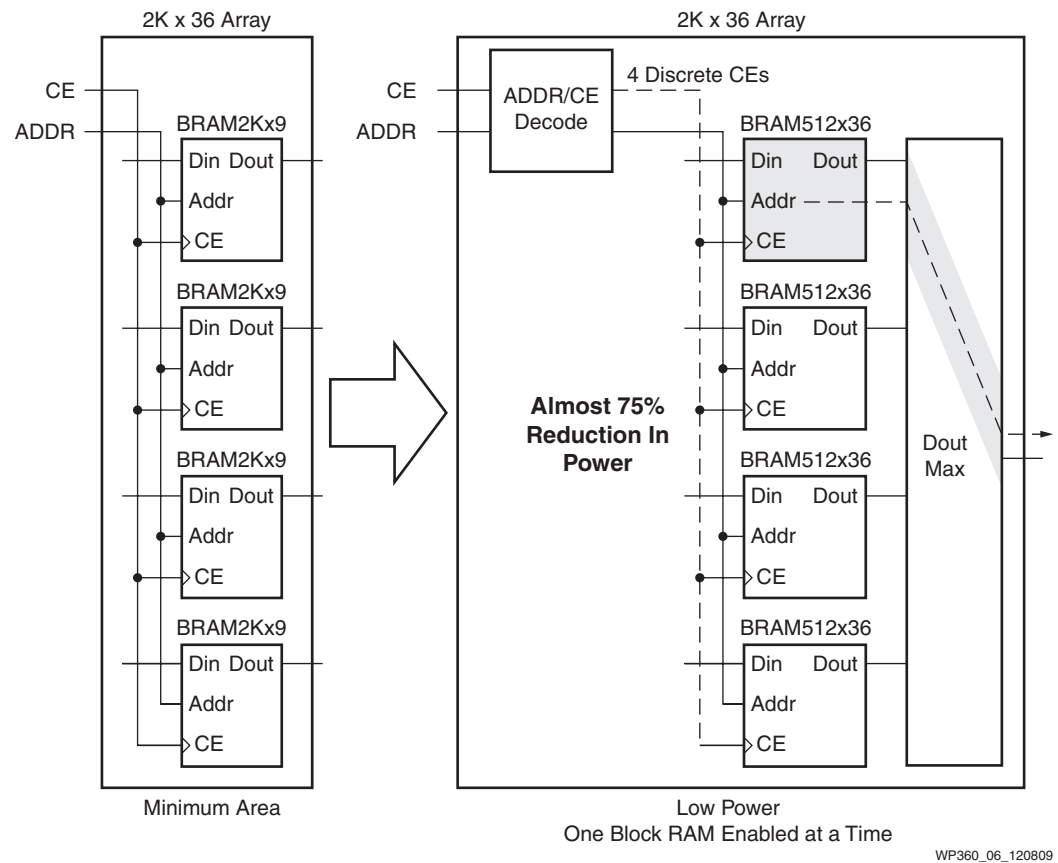 2K x 36 Array
CE
ADDR
BRAM2Kx9
Din Dout
Addr
CE
BRAM2Kx9
Din Dout
Addr
CE
BRAM2Kx9
Din Dout
Addr
CE
BRAM2Kx9
Din Dout
Addr
CE
Minimum Area
2K x 36 Array
CE
ADDR
ADDR/CE
Decode
4 Discrete CEs
BRAM512x36
Din Dout
Addr
CE
BRAM512x36
Din Dout
Addr
CE
BRAM512x36
Din Dout
Addr
CE
BRAM512x36
Din Dout
Addr
CE
Almost 75%
Reduction In
Power
Dout
Max
Low Power
One Block RAM Enabled at a Time
WP360_06_120809